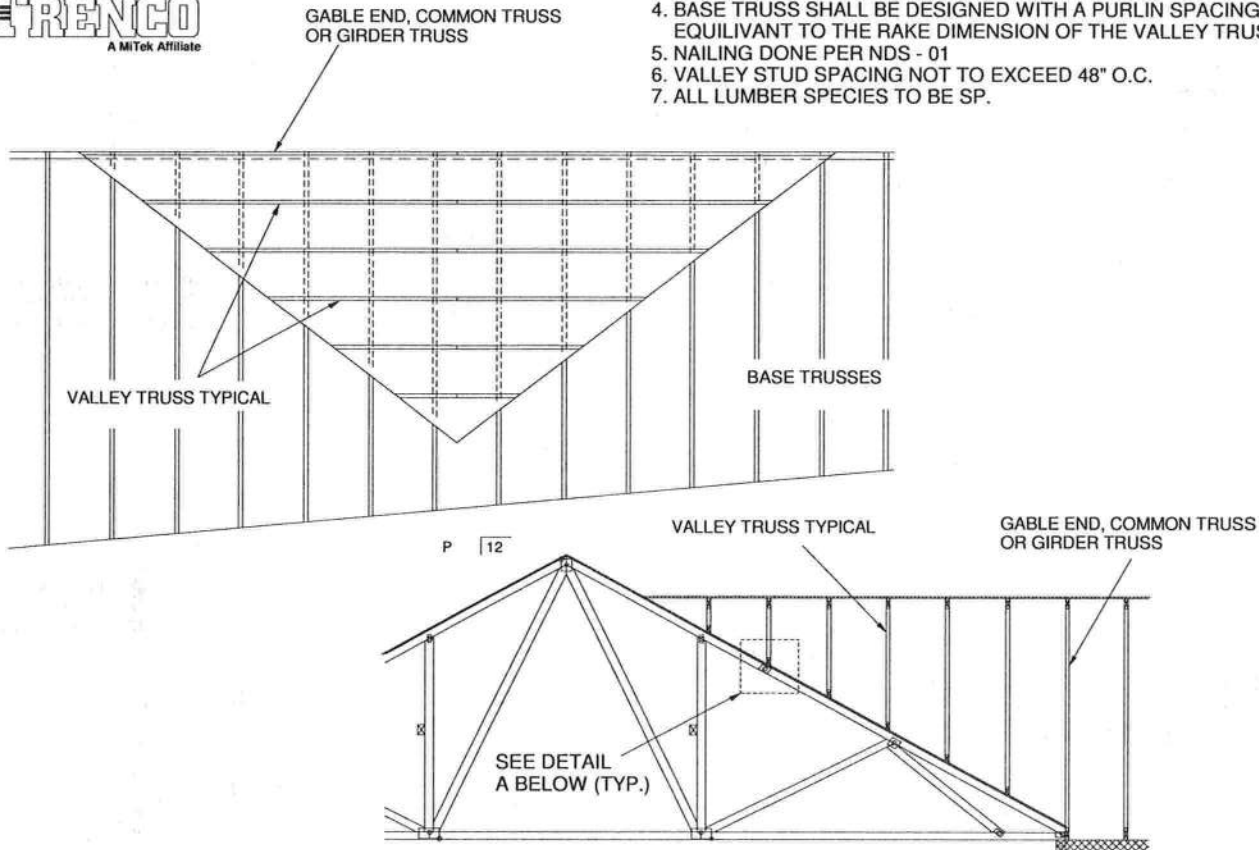 TRENCO
A MiTek Affiliate
GABLE END, COMMON TRUSS
OR GIRDER TRUSS
4. BASE TRUSS SHALL BE DESIGNED WITH A PURLIN SPACING
EQUILIVANT TO THE RAKE DIMENSION OF THE VALLEY
5. NAILING DONE PER NDS - 01
6. VALLEY STUD SPACING NOT TO EXCEED 48" O.C.
7. ALL LUMBER SPECIES TO BE SP.
VALLEY TRUSS TYPICAL
BASE TRUSSES
P 12
VALLEY TRUSS TYPICAL
GABLE END, COMMON TRUSS
OR GIRDER TRUSS
SEE DETAIL
A BELOW (TYP.)